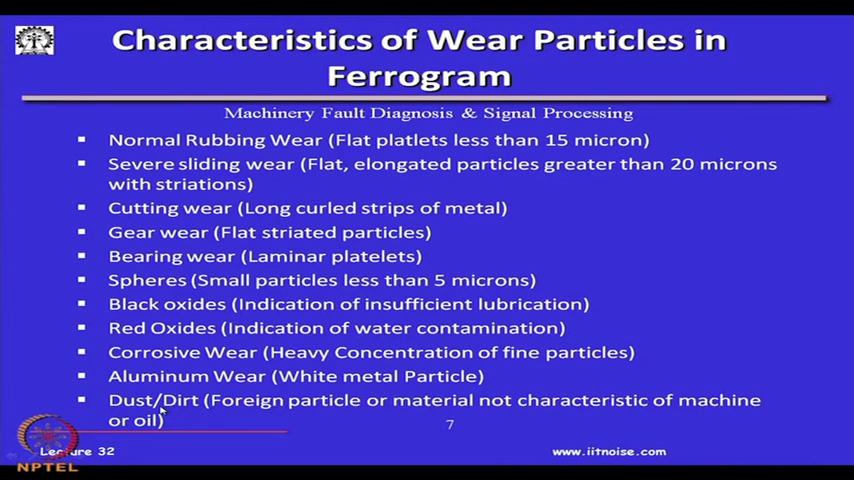 Characteristics of Wear Particles in
Ferrogram
Machinery Fault Diagnosis & Signal Processing
Normal Rubbing Wear (Flat platlets less than 15 micron)
Severe sliding wear (Flat, elongated particles greater than 20 microns
with striations)
Cutting wear (Long curled strips of metal)
Gear wear (Flat striated particles)
Bearing wear (Laminar platelets)
Spheres (Small particles less than 5 microns)
Black oxides (Indication of insufficient lubrication)
Red Oxides (Indication of water contamination)
Corrosive Wear (Heavy Concentration of fine particles)
Aluminum Wear (White metal Particle)
Dust/Dirt (Foreign particle or material not characteristic of machine
or oil)
7
Lecture 32
www.iitnoise.com
NPTEL